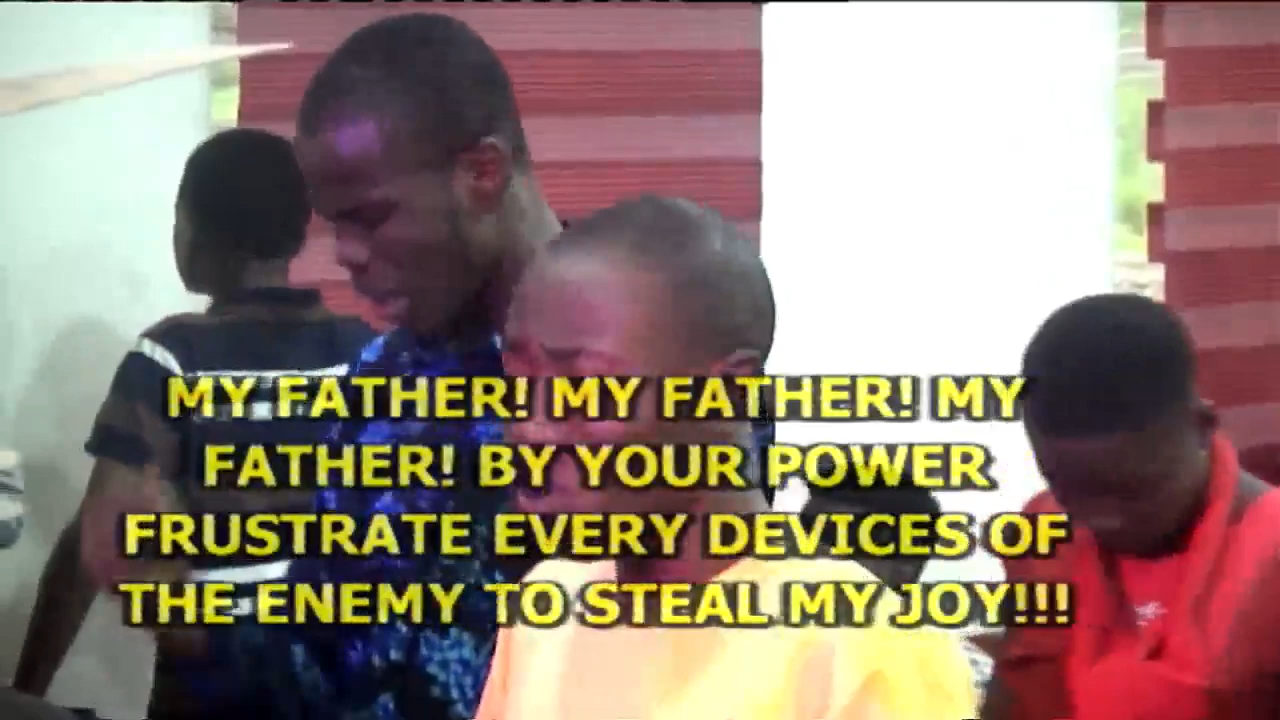 MY FATHER! MY FATHER! MY
FATHER! BY YOUR POWER
FRUSTRATE EVERY DEVICES OF
THE ENEMY TO STEAL MY JOY!!!